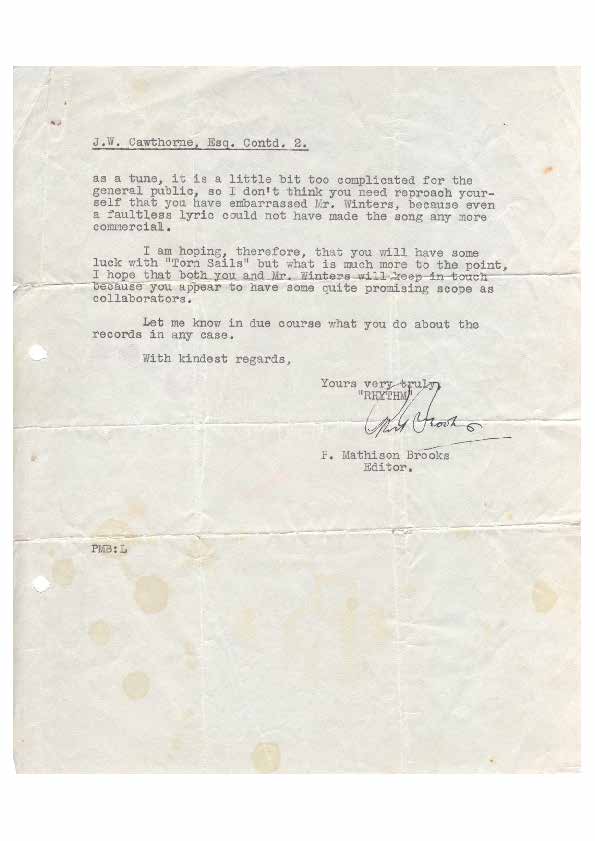 J.W. Cawthorne, Esq. Contd. 2.
as a tune, it is a little bit too complicated for the
general public, so I don't think you need reproach your-
self that you have embarrassed Mr. Winters, because even
a faultless lyric could not have made the song any more
commercial.
I am hoping, therefore, that you will have some
luck with "Torn Sails" but what is much more to the point,
I hope that both you and Mr. Winters will keep in touch
because you appear to have some quite promising scope as
collaborators.
Let me know in due course what you do about the
records in any case.
With kindest regards,
Yours very truly,
"RHYTHM"
P. Mathison Brooks
Editor.
PMB:L